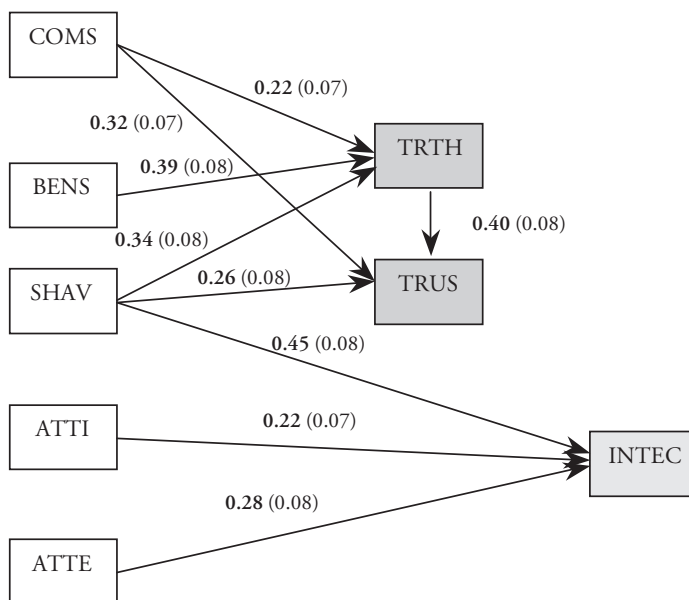 COMS
0.22 (0.07)
0.32 (0.07)
TRTH
BENS
0.39 (0.08)
0.40 (0.08)
0.34 (0.08)
SHAV
0.26 (0.08)
TRUS
0.45 (0.08)
ATTI
0.22 (0.07)
INTEC
0.28 (0.08)
ATTE